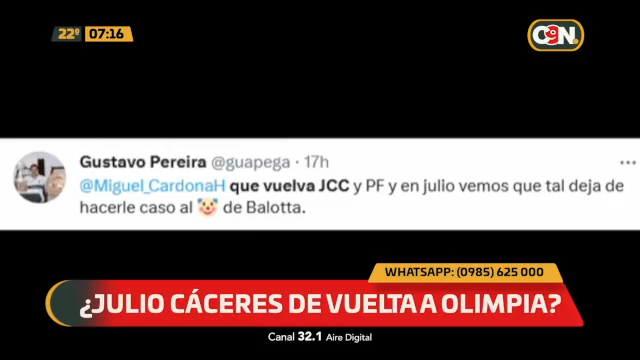 22º 07:16
C9N.
Gustavo Pereira @guapega · 17h
@Miguel_CardonaH que vuelva JCC y PF y en julio vemos que tal deja de
hacerle caso al 🤡 de Balotta.
WHATSAPP: (0985) 625 000
¿JULIO CÁCERES DE VUELTA A OLIMPIA?
Canal 32.1 Aire Digital